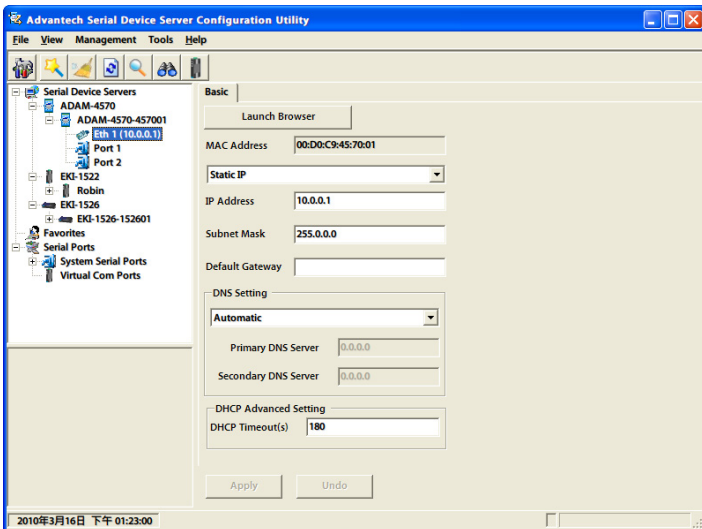 Advantech Serial Device Server Configuration Utility
File View Management Tools Help
Serial Device Servers
ADAM-4570
ADAM-4570-457001
Eth 1 (10.0.0.1)
Port 1
Port 2
EKI-1522
Robin
EKI-1526
EKI-1526-152601
Favorites
Serial Ports
System Serial Ports
Virtual Com Ports
Basic
Launch Browser
MAC Address 00:D0:C9:45:70:01
Static IP
IP Address 10.0.0.1
Subnet Mask 255.0.0.0
Default Gateway
DNS Setting
Automatic
Primary DNS Server 0.0.0.0
Secondary DNS Server 0.0.0.0
DHCP Advanced Setting
DHCP Timeout(s) 180
Apply Undo
2010年3月16日 下午 01:23:00